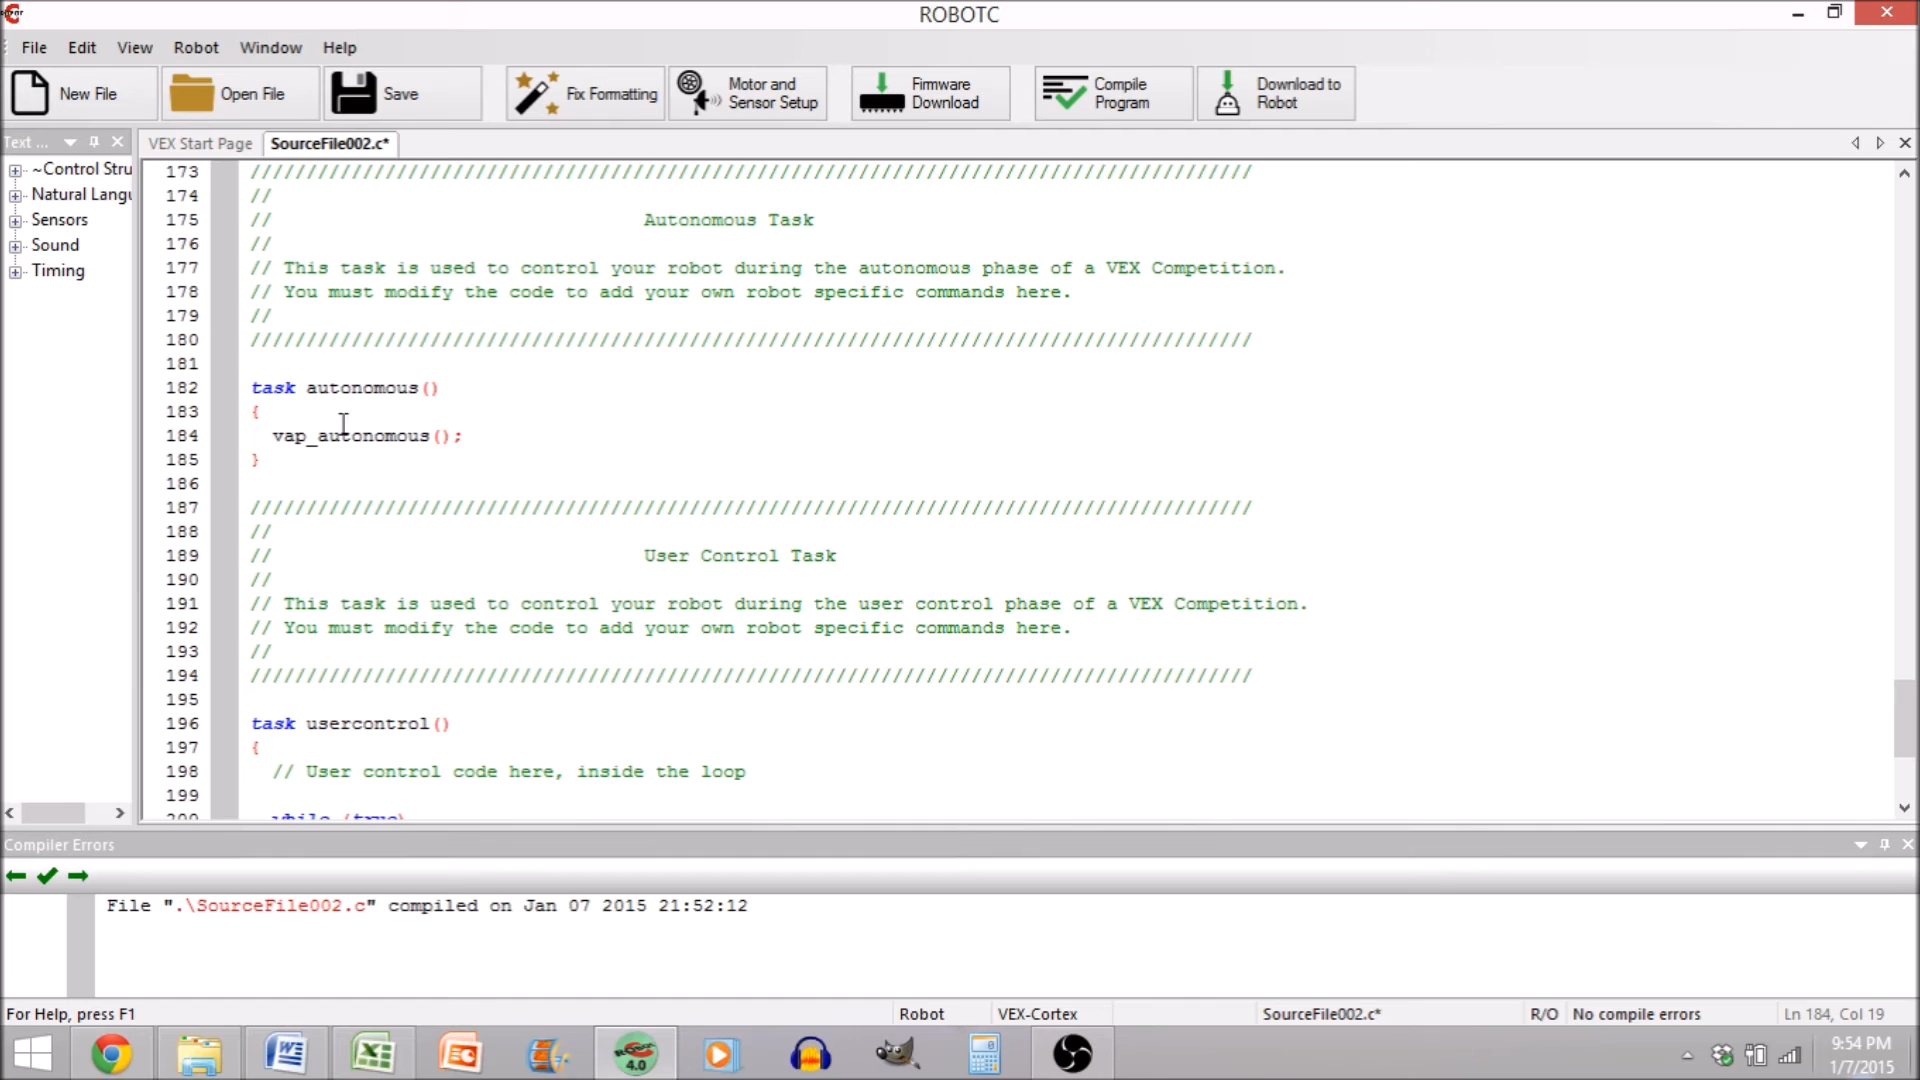 ROBOTC
File Edit View Robot Window Help
New File Open File Save Fix Formatting Motor and Sensor Setup Firmware Download Compile Program Download to Robot
Text ... VEX Start Page SourceFile002.c*
~Control Stru
Natural Langu
Sensors
Sound
Timing
173 /////////////////////////////////////////////////////////////////////////////////////////
174 //
175 // Autonomous Task
176 //
177 // This task is used to control your robot during the autonomous phase of a VEX Competition.
178 // You must modify the code to add your own robot specific commands here.
179 //
180 /////////////////////////////////////////////////////////////////////////////////////////
181
182 task autonomous()
183 {
184 vap_autonomous();
185 }
186
187 /////////////////////////////////////////////////////////////////////////////////////////
188 //
189 // User Control Task
190 //
191 // This task is used to control your robot during the user control phase of a VEX Competition.
192 // You must modify the code to add your own robot specific commands here.
193 //
194 /////////////////////////////////////////////////////////////////////////////////////////
195
196 task usercontrol()
197 {
198 // User control code here, inside the loop
199
200 while (true)
Compiler Errors
File ".\SourceFile002.c" compiled on Jan 07 2015 21:52:12
For Help, press F1 Robot VEX-Cortex SourceFile002.c* R/O No compile errors Ln 184, Col 19
4.0
9:54 PM
1/7/2015